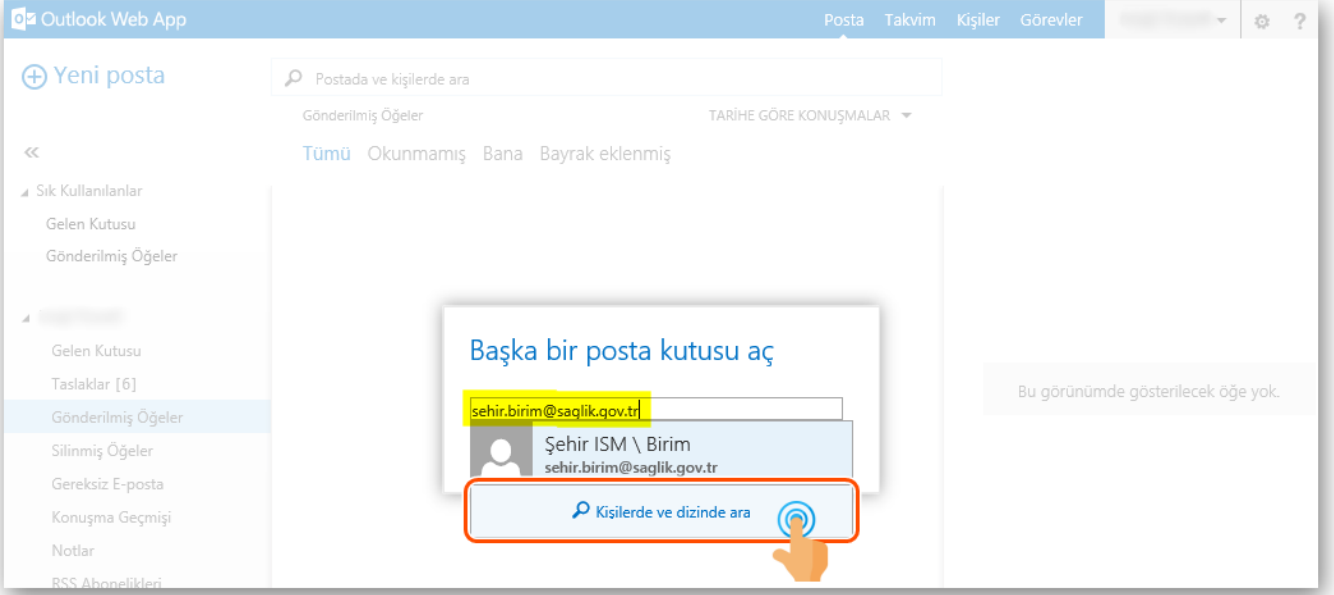 Outlook Web App
Posta Takvim Kişiler Görevler
?
Yeni posta
Postada ve kişilerde ara
Gönderilmiş Öğeler
TARİHE GÖRE KONUŞMALAR
Tümü Okunmamış Bana Bayrak eklenmiş
Sık Kullanılanlar
Gelen Kutusu
Gönderilmiş Öğeler
Gelen Kutusu
Taslaklar [6]
Gönderilmiş Öğeler
Silinmiş Öğeler
Gereksiz E-posta
Konuşma Geçmişi
Notlar
RSS Abonelikleri
Başka bir posta kutusu aç
sehir.birim@saglik.gov.tr
Şehir ISM \ Birim
sehir.birim@saglik.gov.tr
Kişilerde ve dizinde ara
Bu görünümde gösterilecek öğe yok.